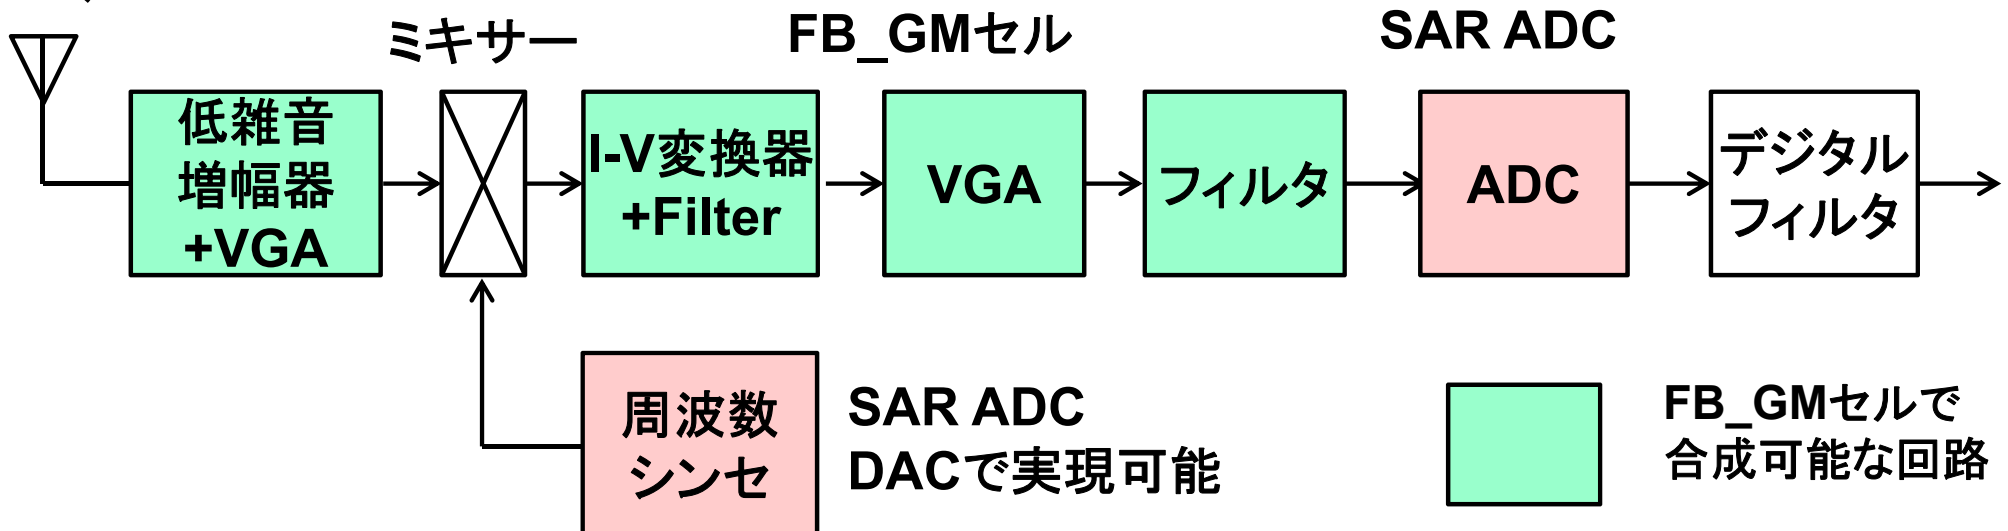 ミキサー
FB_GMセル
SAR ADC
低雑音
増幅器
+VGA
I-V変換器
+Filter
VGA
フィルタ
ADC
デジタル
フィルタ
周波数
シンセ
SAR ADC
DACで実現可能
FB_GMセルで
合成可能な回路